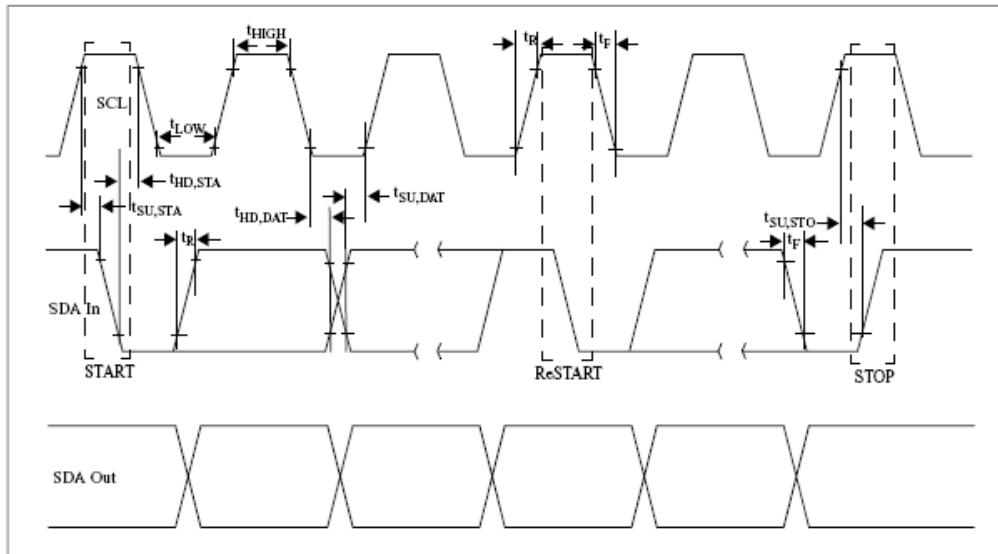 tHIGH
tR
tF
SCL
tLOW
tHD,STA
tSU,STA
tHD,DAT
tSU,DAT
tR
tSU,STO
tF
SDA In
START
ReSTART
STOP
SDA Out